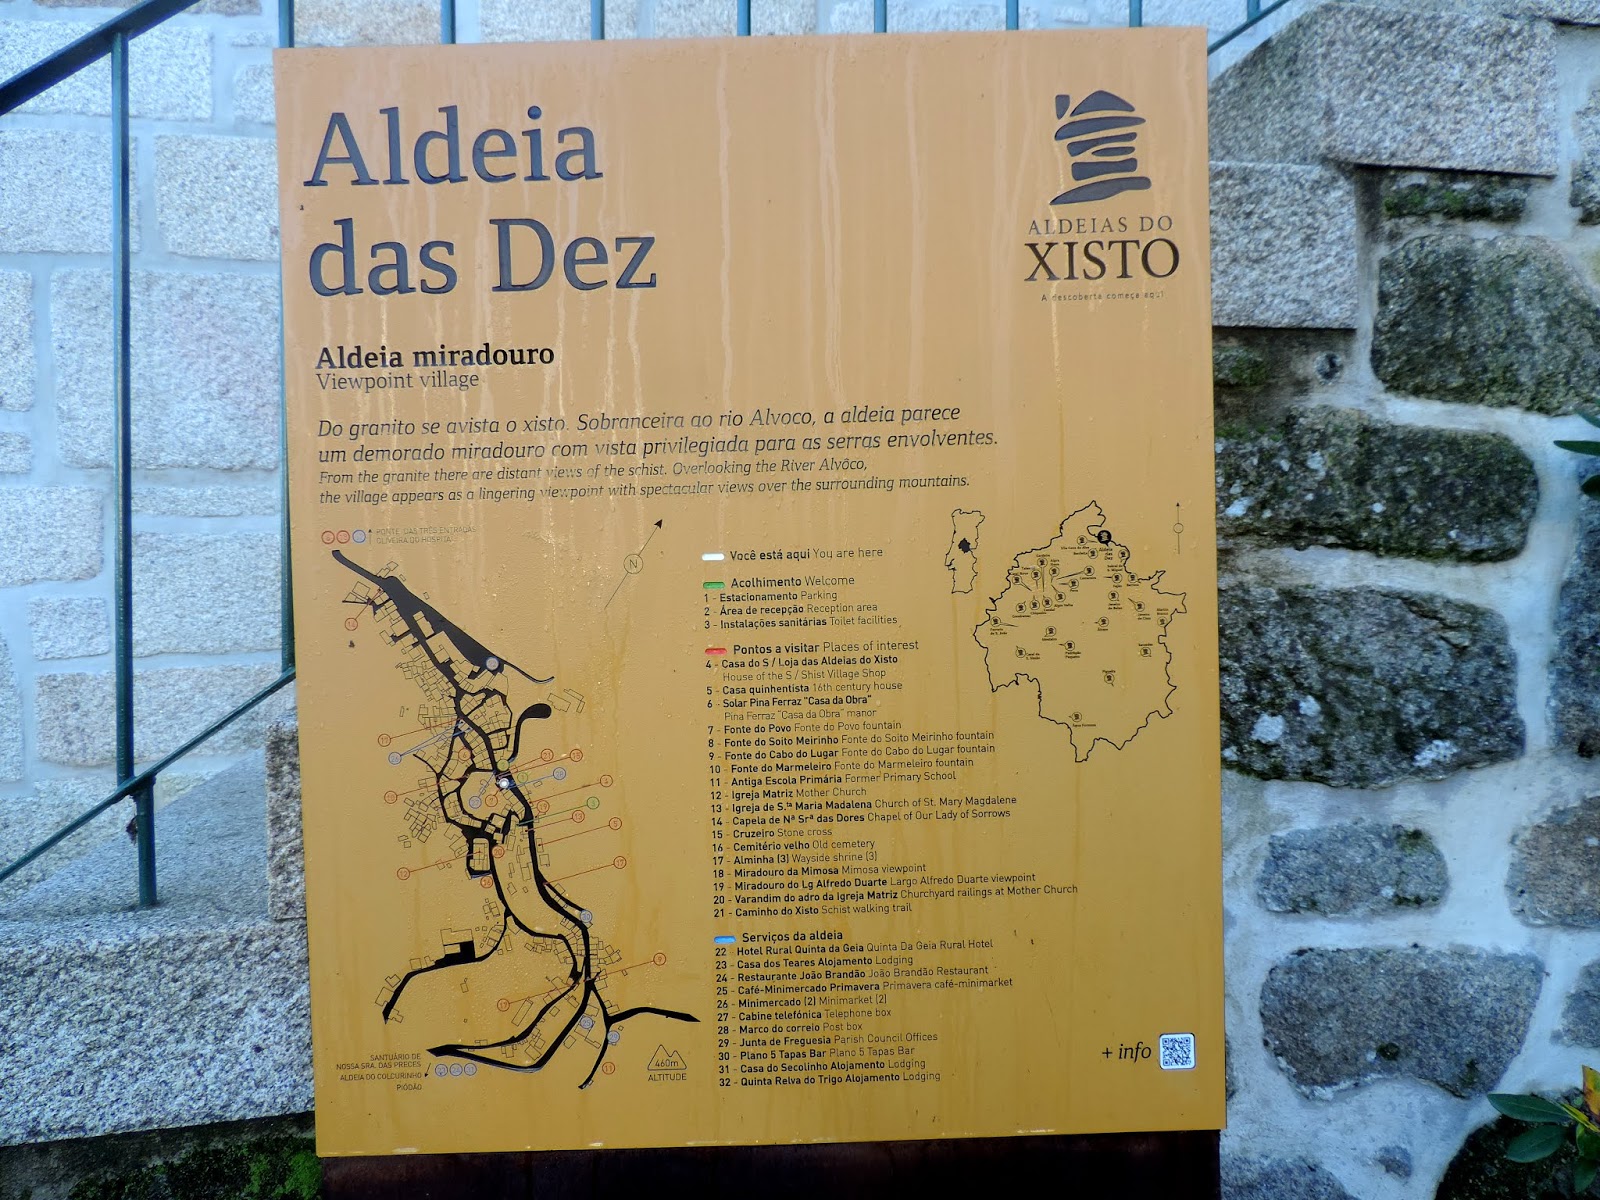 Aldeia
das Dez
ALDEIAS DO
XISTO
A descoberta começa aqui
Aldeia miradouro
Viewpoint village
Do granito se avista o xisto. Sobranceira ao rio Alvoco, a aldeia parece
um demorado miradouro com vista privilegiada para as serras envolventes.
From the granite there are distant views of the schist. Overlooking the River Alvôco,
the village appears as a lingering viewpoint with spectacular views over the surrounding mountains.
PONTE DAS TRÊS ENTRADAS
OLIVEIRA DO HOSPITAL
N
Você está aqui You are here
Acolhimento Welcome
1 - Estacionamento Parking
2 - Área de recepção Reception area
3 - Instalações sanitárias Toilet facilities
Pontos a visitar Places of interest
4 - Casa do S / Loja das Aldeias do Xisto
House of the S / Shist Village Shop
5 - Casa quinhentista 16th century house
6 - Solar Pina Ferraz "Casa da Obra"
Pina Ferraz "Casa da Obra" manor
7 - Fonte do Povo Fonte do Povo fountain
8 - Fonte do Soito Meirinho Fonte do Soito Meirinho fountain
9 - Fonte do Cabo do Lugar Fonte do Cabo do Lugar fountain
10 - Fonte do Marmeleiro Fonte do Marmeleiro fountain
11 - Antiga Escola Primária Former Primary School
12 - Igreja Matriz Mother Church
13 - Igreja de S.ta Maria Madalena Church of St. Mary Magdalene
14 - Capela de Nª Srª das Dores Chapel of Our Lady of Sorrows
15 - Cruzeiro Stone cross
16 - Cemitério velho Old cemetery
17 - Alminha (3) Wayside shrine (3)
18 - Miradouro da Mimosa Mimosa viewpoint
19 - Miradouro do Lg Alfredo Duarte Largo Alfredo Duarte viewpoint
20 - Varandim do adro da Igreja Matriz Churchyard railings at Mother Church
21 - Caminho do Xisto Schist walking trail
Serviços da aldeia
22 - Hotel Rural Quinta da Geia Quinta Da Geia Rural Hotel
23 - Casa dos Teares Alojamento Lodging
24 - Restaurante João Brandão João Brandão Restaurant
25 - Café-Minimercado Primavera Primavera café-minimarket
26 - Minimercado (2) Minimarket (2)
27 - Cabine telefónica Telephone box
28 - Marco do correio Post box
29 - Junta de Freguesia Parish Council Offices
30 - Plano 5 Tapas Bar Plano 5 Tapas Bar
31 - Casa do Secolinho Alojamento Lodging
32 - Quinta Relva do Trigo Alojamento Lodging
SANTUÁRIO DE
NOSSA SRA. DAS PRECES
ALDEIA DO COLCURINHO
PIÓDÃO
460m
ALTITUDE
+ info
Aldeia
das
Dez